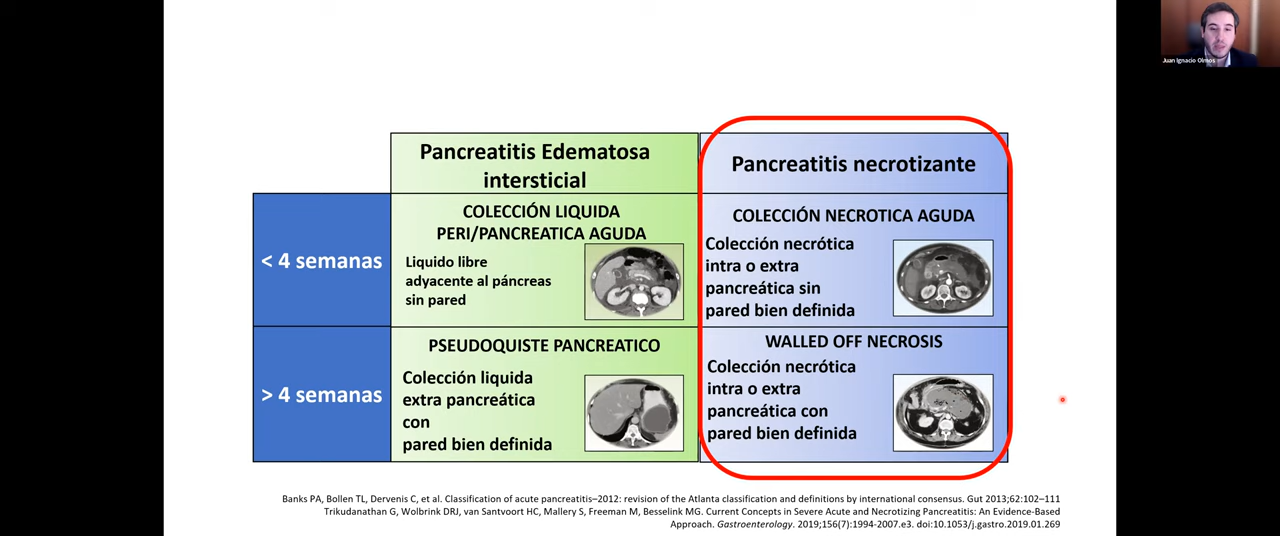 Juan Ignacio Olmos
Pancreatitis Edematosa
intersticial
Pancreatitis necrotizante
< 4 semanas
COLECCIÓN LIQUIDA
PERI/PANCREATICA AGUDA
Liquido libre
adyacente al páncreas
sin pared
COLECCIÓN NECROTICA AGUDA
Colección necrótica
intra o extra
pancreática sin
pared bien definida
> 4 semanas
PSEUDOQUISTE PANCREATICO
Colección liquida
extra pancreática
con
pared bien definida
WALLED OFF NECROSIS
Colección necrótica
intra o extra
pancreática con
pared bien definida
Banks PA, Bollen TL, Dervenis C, et al. Classification of acute pancreatitis–2012: revision of the Atlanta classification and definitions by international consensus. Gut 2013;62:102–111
Trikudanathan G, Wolbrink DRJ, van Santvoort HC, Mallery S, Freeman M, Besselink MG. Current Concepts in Severe Acute and Necrotizing Pancreatitis: An Evidence-Based
Approach. Gastroenterology. 2019;156(7):1994-2007.e3. doi:10.1053/j.gastro.2019.01.269